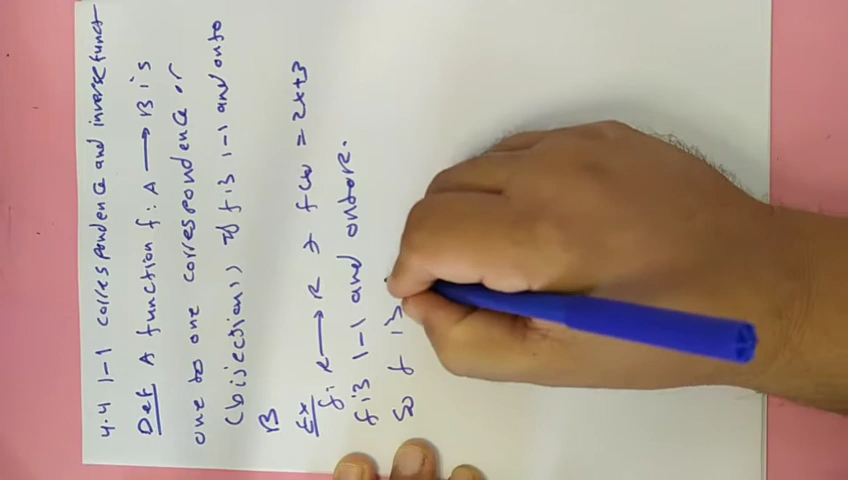 4.4 1-1 correspondence and inverse funct
Def A function f: A → B is
one to one correspondence or
(bijection) if f is 1-1 and onto
B
Ex
f: R → R, f(x) = 2x+3
f is 1-1 and onto R.
So f is